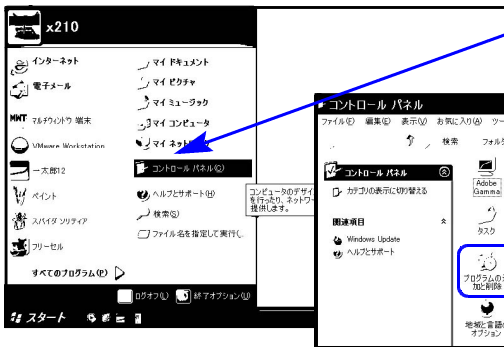 x210
インターネット
電子メール
MWT マルチウィントウ 端末
VMware Workstation
一太郎12
ペイント
スパイダ ソリティア
フリーセル
すべてのプログラム(P)
マイ ドキュメント
マイ ピクチャ
マイ ミュージック
マイ コンピュータ
マイ ネット
コントロール パネル(C)
ヘルプとサポート(H)
検索(S)
ファイル名を指定して実行(
コンピュータのデザイ
を行ったり、ネットワー
提供します。
ログオフ(L)
終了オプション(U)
スタート
コントロール パネル
ファイル(F) 編集(E) 表示(V) お気に入り(A) ツー
検索 フォル
コントロール パネル
カテゴリの表示に切り替える
関連項目
Windows Update
ヘルプとサポート
Adobe
Gamma
タスク
プログラムの
加と削除
地域と言語の
オプション